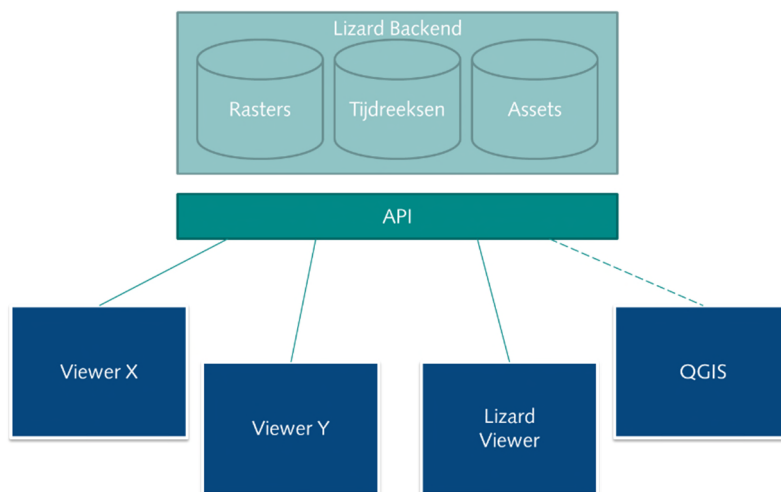 Lizard Backend
Rasters
Tijdreeksen
Assets
API
Viewer X
Viewer Y
Lizard
Viewer
QGIS